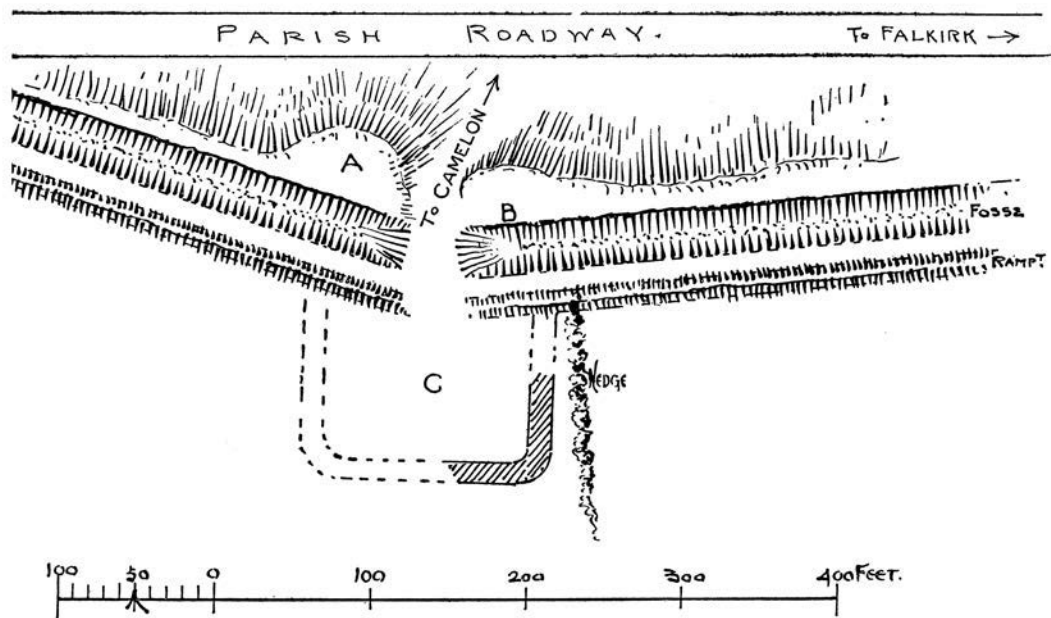 PARISH ROADWAY. TO FALKIRK →
A
TO CAMELON →
B
FOSSE
RAMPT.
C
HEDGE
100 50 0 100 200 300 400 FEET.